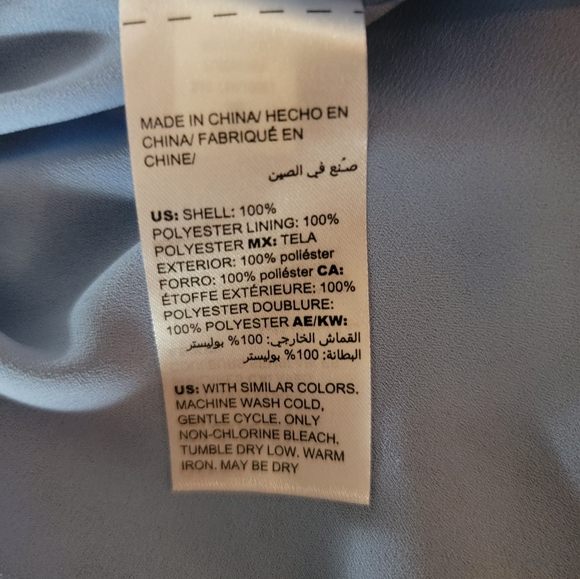 MADE IN CHINA/ HECHO EN
CHINA/ FABRIQUÉ EN
CHINE/
صنع في الصين
US: SHELL: 100%
POLYESTER LINING: 100%
POLYESTER MX: TELA
EXTERIOR: 100% poliéster
FORRO: 100% poliéster CA:
ÉTOFFE EXTÉRIEURE: 100%
POLYESTER DOUBLURE:
100% POLYESTER AE/KW:
القماش الخارجي: 100% بوليستر
البطانة: 100% بوليستر
US: WITH SIMILAR COLORS.
MACHINE WASH COLD,
GENTLE CYCLE, ONLY
NON-CHLORINE BLEACH,
TUMBLE DRY LOW, WARM
IRON. MAY BE DRY